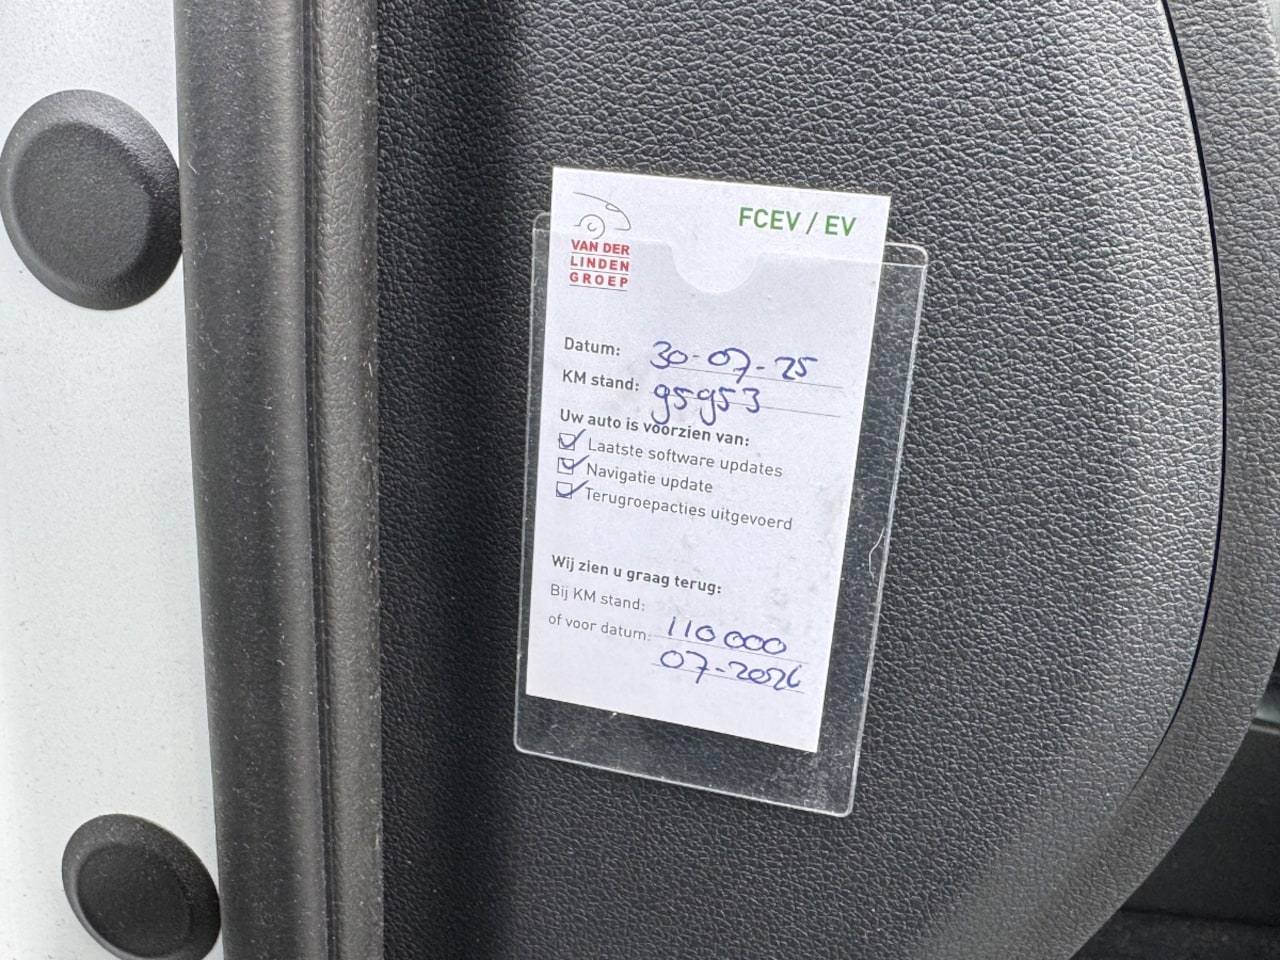 FCEV / EV
VAN DER
LINDEN
GROEP
Datum: 30-07-25
KM stand: 95953
Uw auto is voorzien van:
Laatste software updates
Navigatie update
Terugroepacties uitgevoerd
Wij zien u graag terug:
Bij KM stand: 110 000
of voor datum: 07-2026